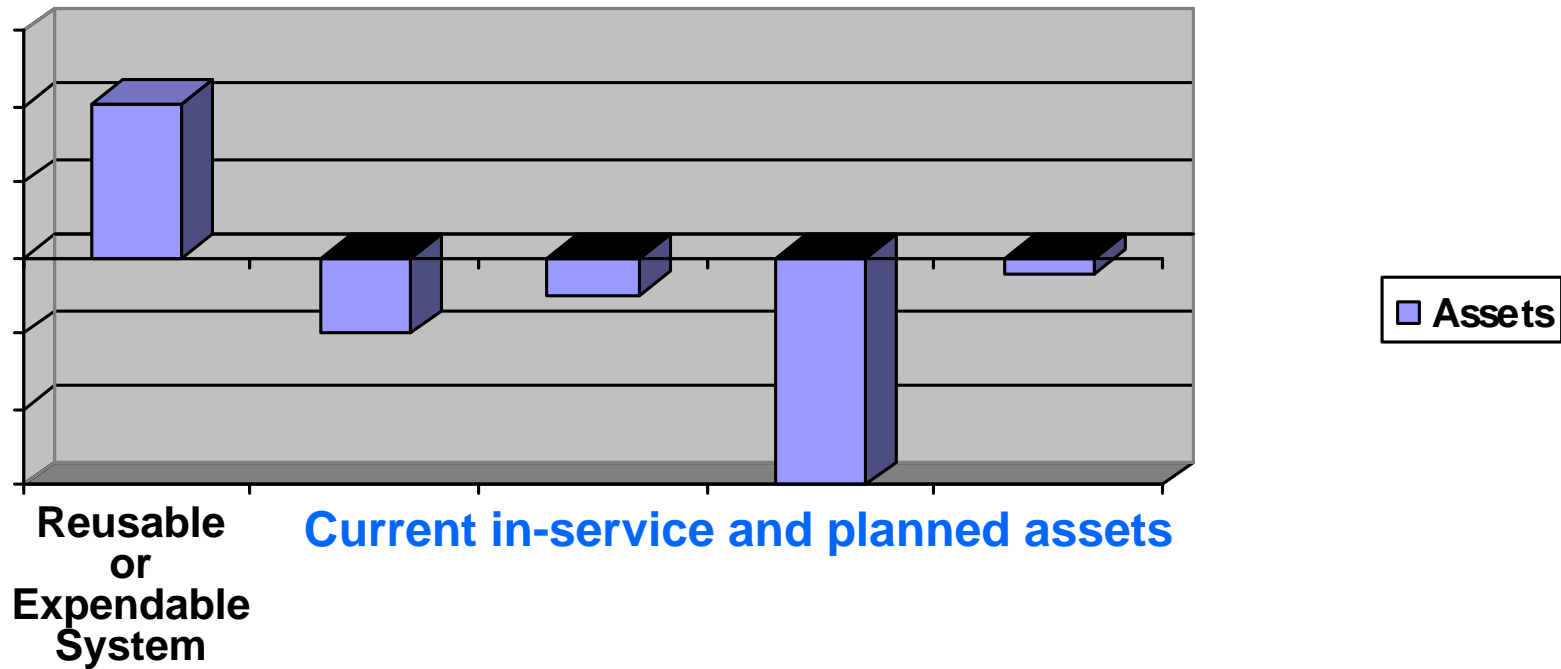 Assets
Reusable
or
Expendable
System
Current in-service and planned assets